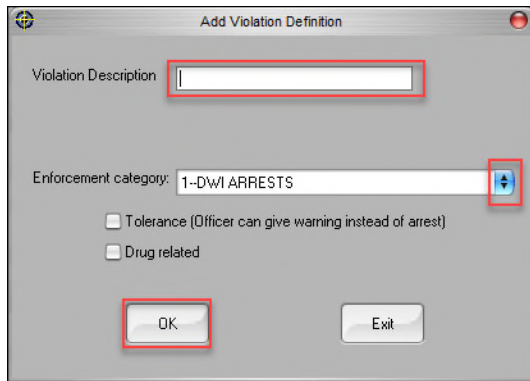 Add Violation Definition
Violation Description
Enforcement category: 1--DWI ARRESTS
Tolerance (Officer can give warning instead of arrest)
Drug related
OK Exit